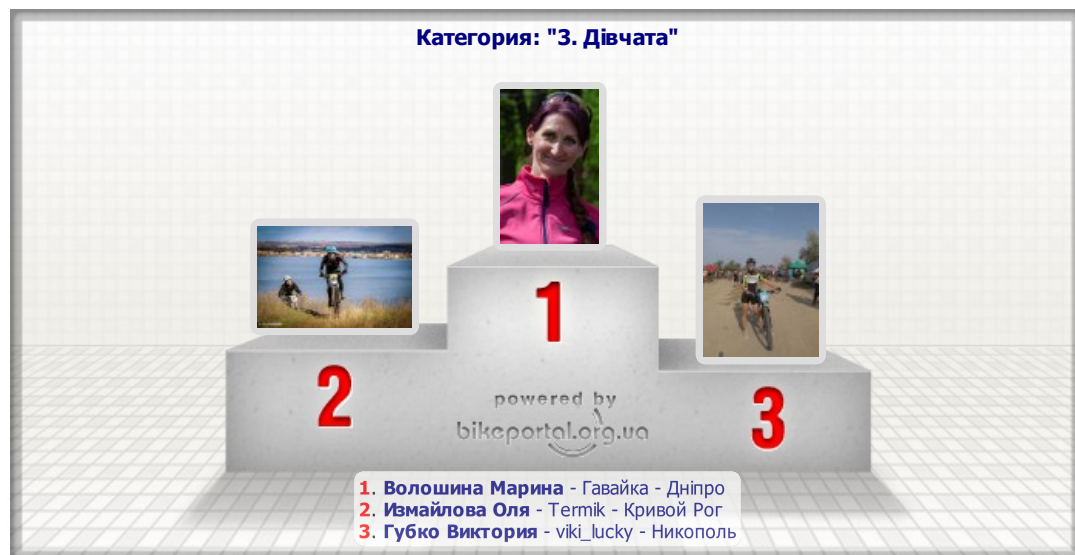 Категория: "3. Дівчата"
1
2
3
powered by
bikeportal.org.ua
1. Волошина Марина - Гавайка - Дніпро
2. Измайлова Оля - Termik - Кривой Рог
3. Губко Виктория - viki_lucky - Никополь